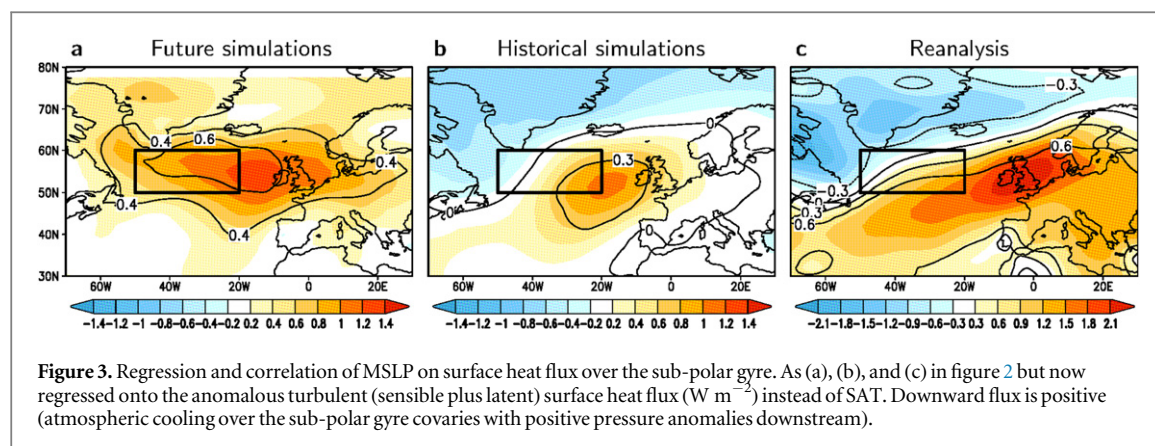 a Future simulations b Historical simulations c Reanalysis
80N
70N
60N
50N
40N
30N
0.4 0.6 0.4 0.4 0.4
0 0.3 0 0
-0.3 0.6 -0.3 0 0.3 0.6
60W 40W 20W 0 20E 60W 40W 20W 0 20E 60W 40W 20W 0 20E
-1.4 -1.2 -1 -0.8 -0.6 -0.4 -0.2 0.2 0.4 0.6 0.8 1 1.2 1.4 -1.4 -1.2 -1 -0.8 -0.6 -0.4 -0.2 0.2 0.4 0.6 0.8 1 1.2 1.4 -2.1 -1.8 -1.5 -1.2 -0.9 -0.6 -0.3 0.3 0.6 0.9 1.2 1.5 1.8 2.1
Figure 3. Regression and correlation of MSLP on surface heat flux over the sub-polar gyre. As (a), (b), and (c) in figure 2 but now
regressed onto the anomalous turbulent (sensible plus latent) surface heat flux (W m⁻²) instead of SAT. Downward flux is positive
(atmospheric cooling over the sub-polar gyre covaries with positive pressure anomalies downstream).